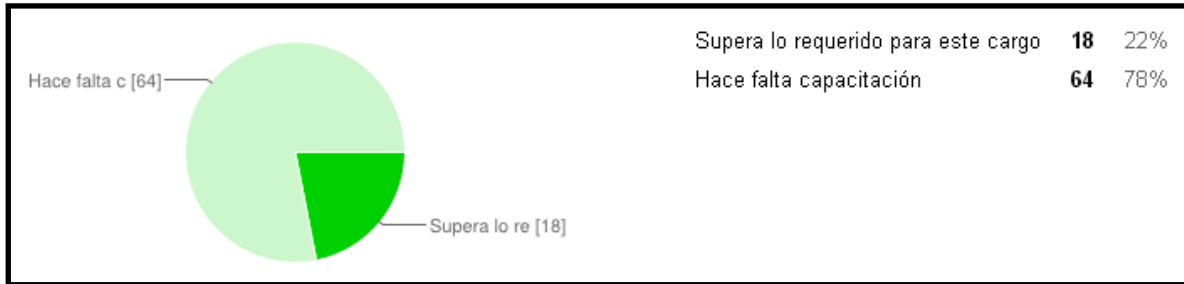 Supera lo requerido para este cargo 18 22%
Hace falta capacitación 64 78%
Hace falta c [64]
Supera lo re [18]